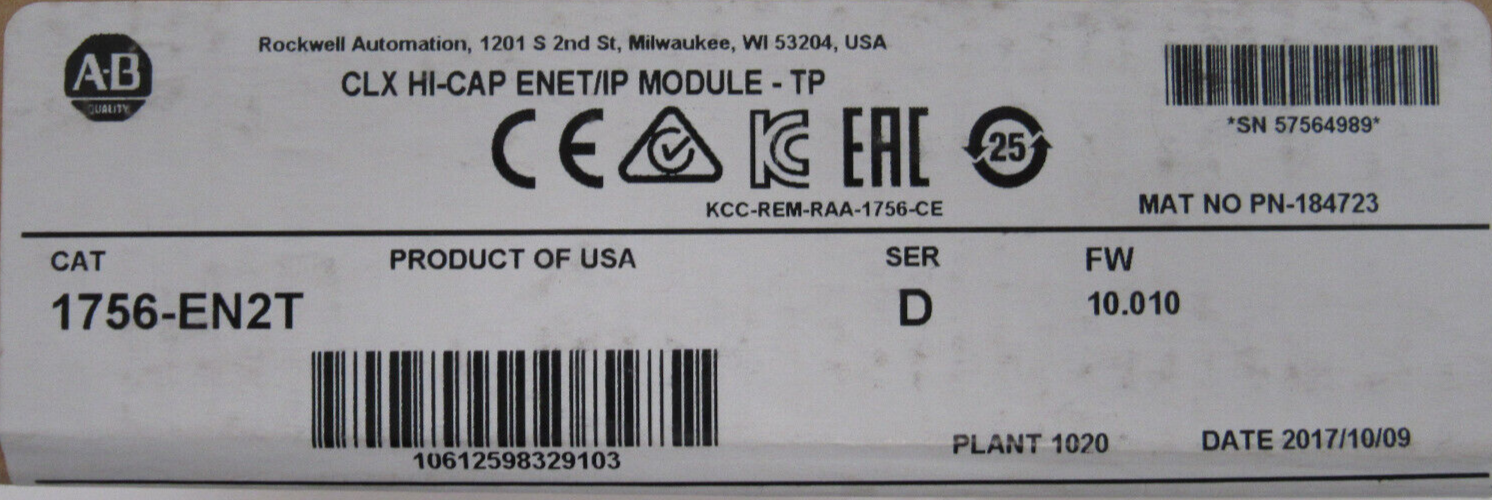 A-B
QUALITY
Rockwell Automation, 1201 S 2nd St, Milwaukee, WI 53204, USA
CLX HI-CAP ENET/IP MODULE - TP
CE KC EAC 25
KCC-REM-RAA-1756-CE
*SN 57564989*
MAT NO PN-184723
CAT PRODUCT OF USA SER FW
1756-EN2T D 10.010
10612598329103
PLANT 1020 DATE 2017/10/09